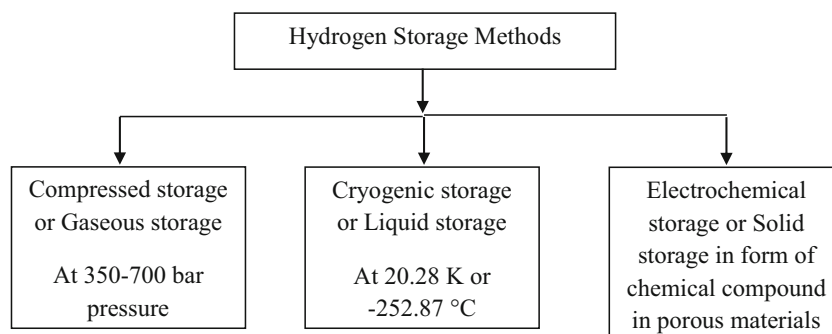 Hydrogen Storage Methods
Compressed storage
or Gaseous storage
At 350-700 bar
pressure
Cryogenic storage
or Liquid storage
At 20.28 K or
-252.87 °C
Electrochemical
storage or Solid
storage in form of
chemical compound
in porous materials